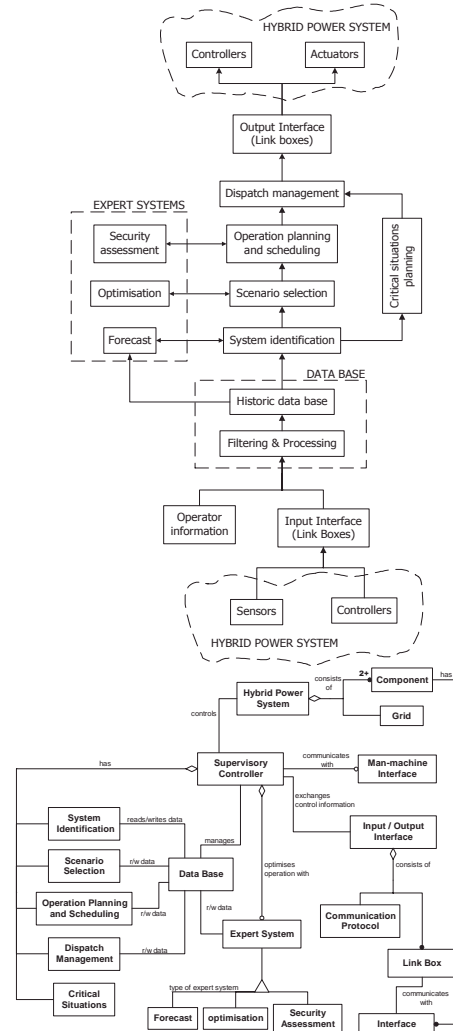 HYBRID POWER SYSTEM
Controllers
Actuators
Output Interface
(Link boxes)
Dispatch management
EXPERT SYSTEMS
Security
assessment
Operation planning
and scheduling
Critical situations
planning
Optimisation
Scenario selection
Forecast
System identification
DATA BASE
Historic data base
Filtering & Processing
Operator
information
Input Interface
(Link Boxes)
Sensors
Controllers
HYBRID POWER SYSTEM
Hybrid Power
System
consists
of
2+
Component
has
Grid
controls
has
Supervisory
Controller
communicates
with
Man-machine
Interface
exchanges
control information
System
Identification
reads/writes data
manages
Input / Output
Interface
Scenario
Selection
r/w data
Data Base
optimises
operation with
consists of
Operation Planning
and Scheduling
r/w data
r/w data
Communication
Protocol
Dispatch
Management
r/w data
Expert System
Link Box
Critical
Situations
type of expert system
communicates
with
Forecast
optimisation
Security
Assessment
Interface